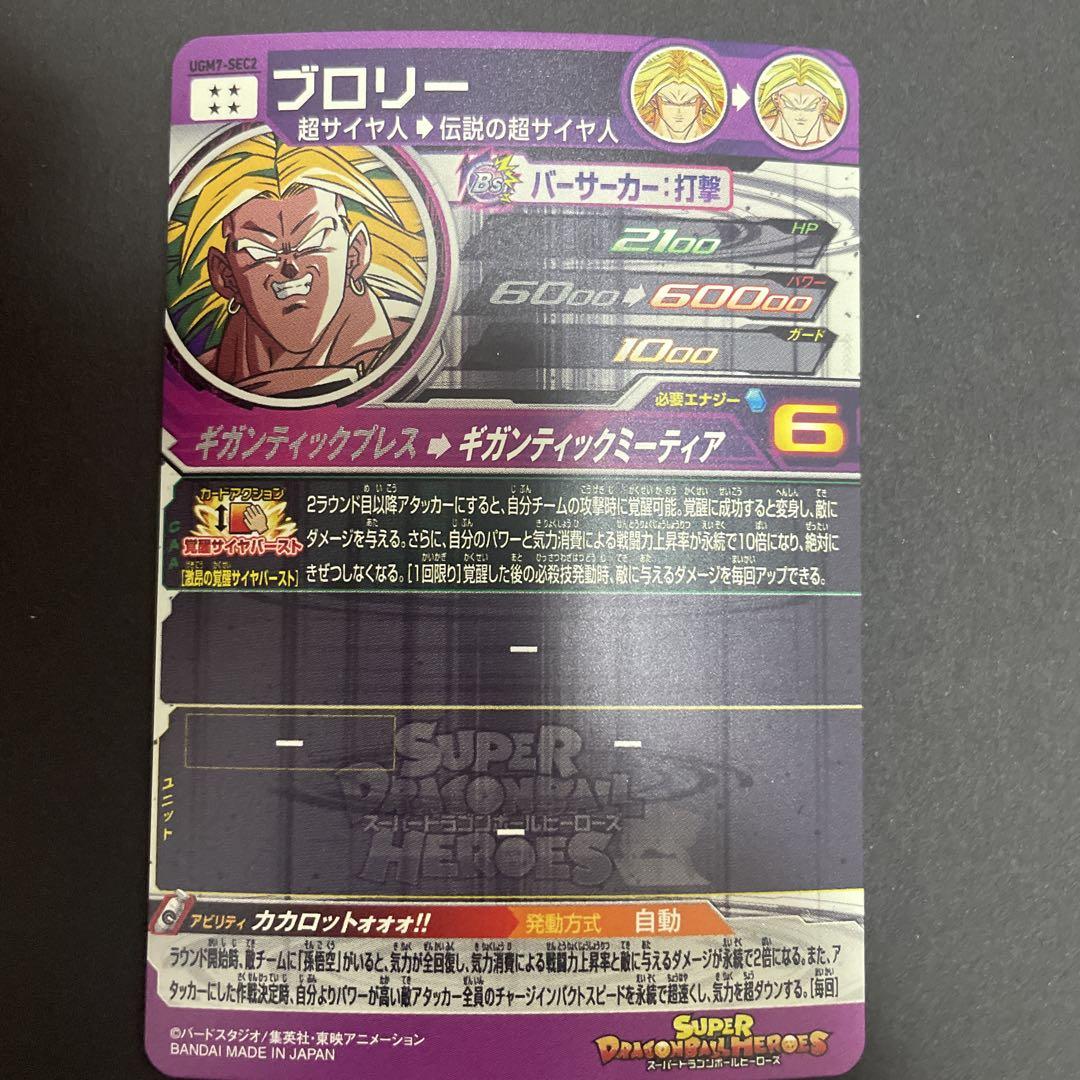 UGM7-SEC2
ブロリー
超サイヤ人➡伝説の超サイヤ人
Bs バーサーカー:打撃
HP
2100
パワー
6000➡60000
ガード
1000
必要エナジー
6
ギガンティックプレス➡ギガンティックミーティア
CAA
カードアクション
覚醒サイヤバースト
[激昂の覚醒サイヤバースト]
2ラウンド目以降アタッカーにすると、自分チームの攻撃時に覚醒可能。覚醒に成功すると変身し、敵に
ダメージを与える。さらに、自分のパワーと気力消費による戦闘力上昇率が永続で10倍になり、絶対に
きぜつしなくなる。[1回限り]覚醒した後の必殺技発動時、敵に与えるダメージを毎回アップできる。
ー
ユニット
ー
ー
ー
SUPER
DRAGONBALL
スーパードラゴンボールヒーローズ
HEROES
アビリティ カカロットォォォ!! 発動方式 自動
ラウンド開始時、敵チームに「孫悟空」がいると、気力が全回復し、気力消費による戦闘力上昇率と敵に与えるダメージが永続で2倍になる。また、ア
タッカーにした作戦決定時、自分よりパワーが高い敵アタッカー全員のチャージインパクトスピードを永続で超速くし、気力を超ダウンする。[毎回]
©バードスタジオ/集英社・東映アニメーション
BANDAI MADE IN JAPAN
SUPER
DRAGONBALL HEROES
スーパードラゴンボールヒーローズ